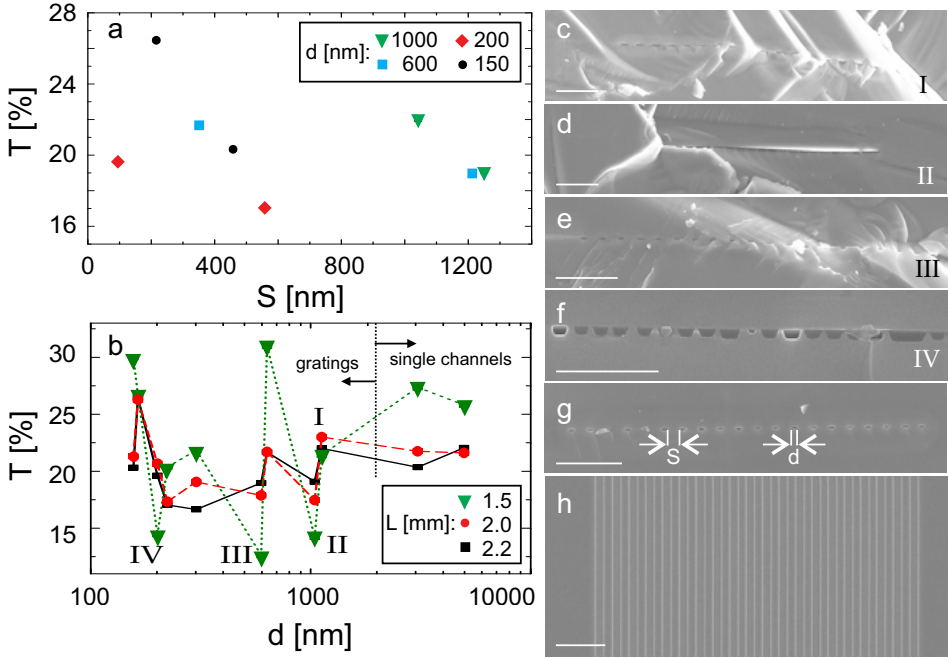 a
d [nm]:
1000
200
600
150
T [%]
28
24
20
16
0
400
800
1200
S [nm]
b
gratings
single channels
I
II
III
IV
L [mm]:
1.5
2.0
2.2
T [%]
30
25
20
15
100
1000
10000
d [nm]
c
I
d
II
e
III
f
IV
g
S
d
h